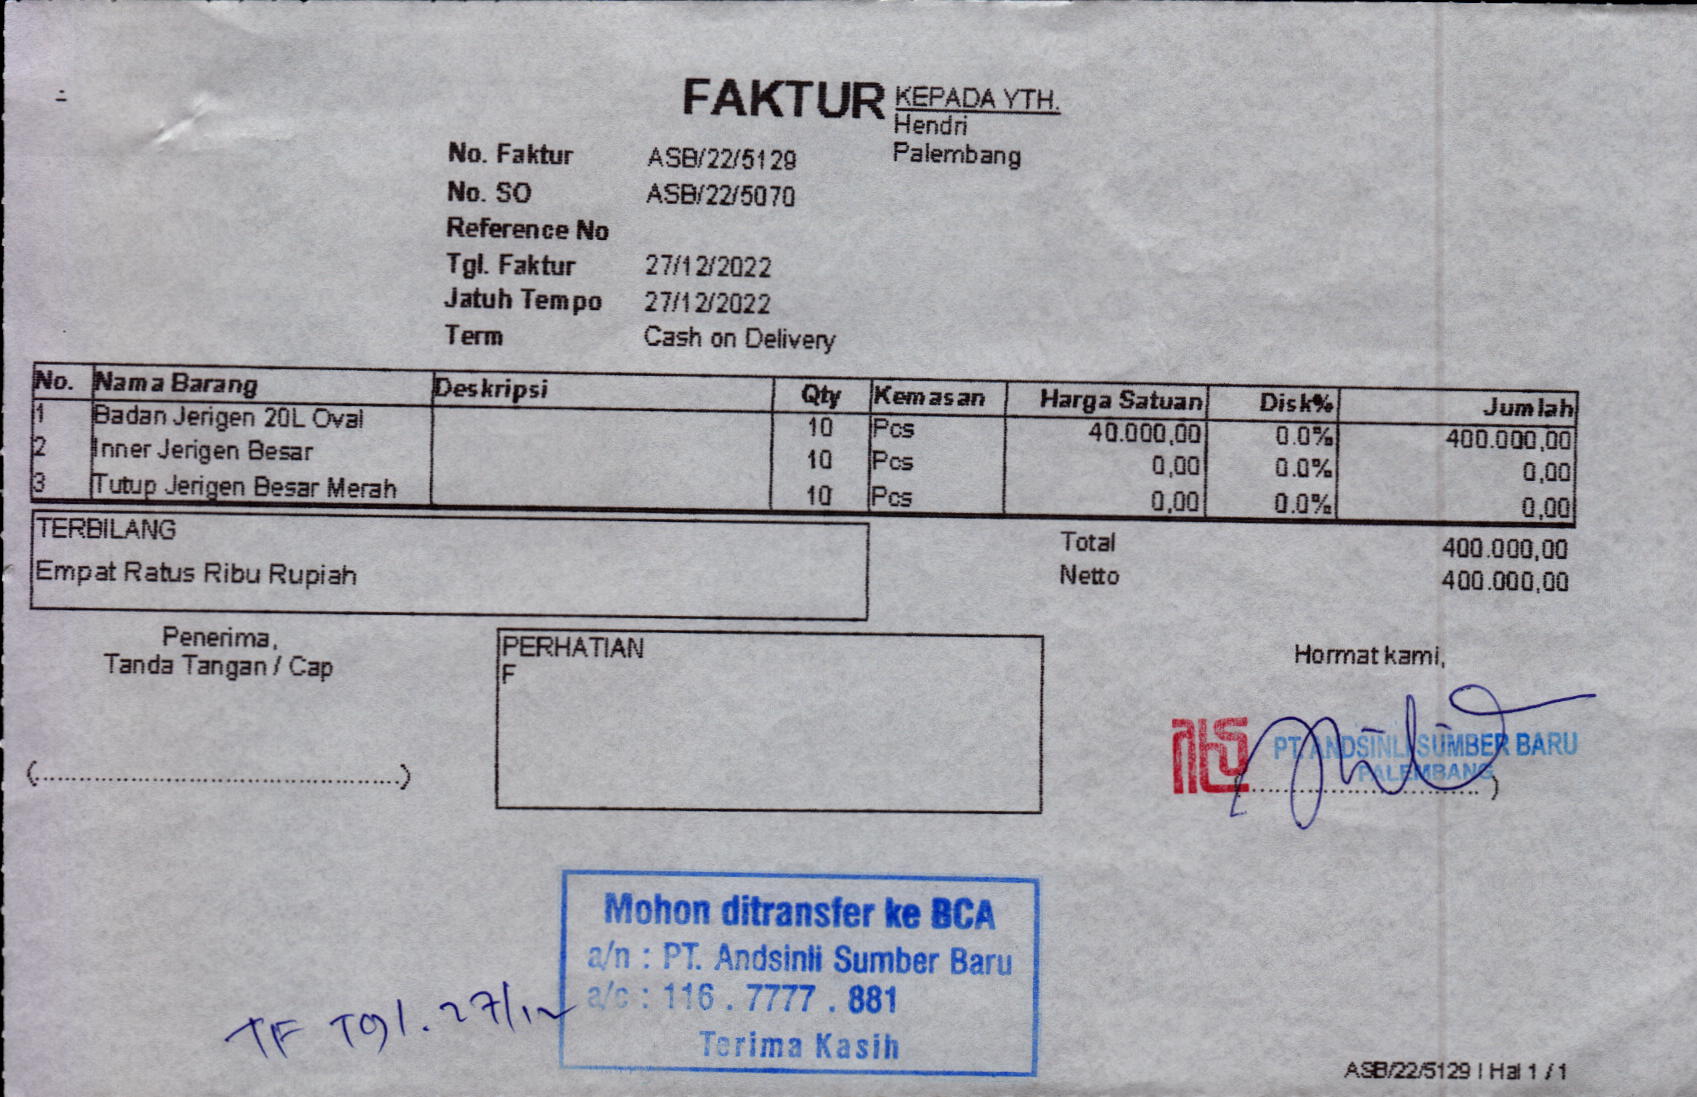 FAKTUR
KEPADA YTH.
Hendri
Palembang
No. Faktur ASB/22/5129
No. SO ASB/22/5070
Reference No
Tgl. Faktur 27/12/2022
Jatuh Tempo 27/12/2022
Term Cash on Delivery
No. Nama Barang Deskripsi Qty Kemasan Harga Satuan Disk% Jumlah
1 Badan Jerigen 20L Oval 10 Pcs 40.000,00 0.0% 400.000,00
2 Inner Jerigen Besar 10 Pcs 0,00 0.0% 0,00
3 Tutup Jerigen Besar Merah 10 Pcs 0,00 0.0% 0,00
TERBILANG
Empat Ratus Ribu Rupiah
Total 400.000,00
Netto 400.000,00
Penerima,
Tanda Tangan / Cap
(........................................)
PERHATIAN
F
Hormat kami,
PT. ANDSINLI SUMBER BARU
PALEMBANG
Mohon ditransfer ke BCA
a/n : PT. Andsinli Sumber Baru
a/c : 116 . 7777 . 881
Terima Kasih
TF Tgl. 27/12
ASB/22/5129 | Hal 1 / 1